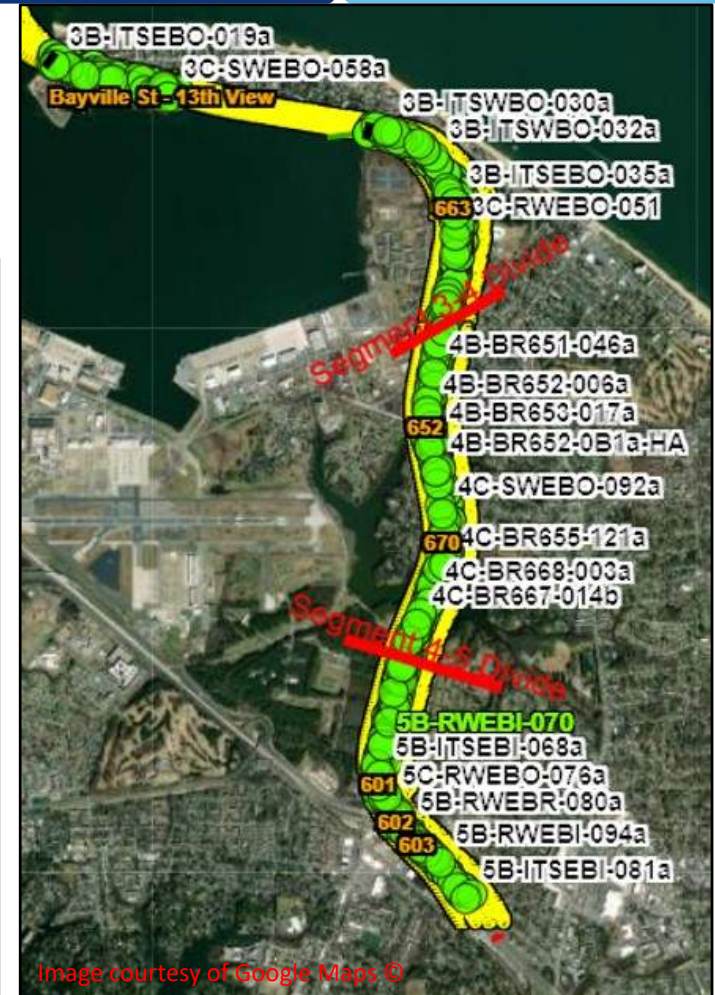 3B-ITSEBO-019a
3C-SWEBO-058a
Bayville St - 13th View
3B-ITSWBO-030a
3B-ITSWBO-032a
3B-ITSEBO-035a
663
3C-RWEBO-051
Segment 3-4 Divide
4B-BR651-046a
4B-BR652-006a
4B-BR653-017a
652
4B-BR652-0B1a-HA
4C-SWEBO-092a
670
4C-BR655-121a
4C-BR668-003a
4C-BR667-014b
Segment 4-5 Divide
5B-RWEBI-070
5B-ITSEBI-068a
601
5C-RWEBO-076a
5B-RWEBR-080a
602
603
5B-RWEBI-094a
5B-ITSEBI-081a
Image courtesy of Google Maps ©